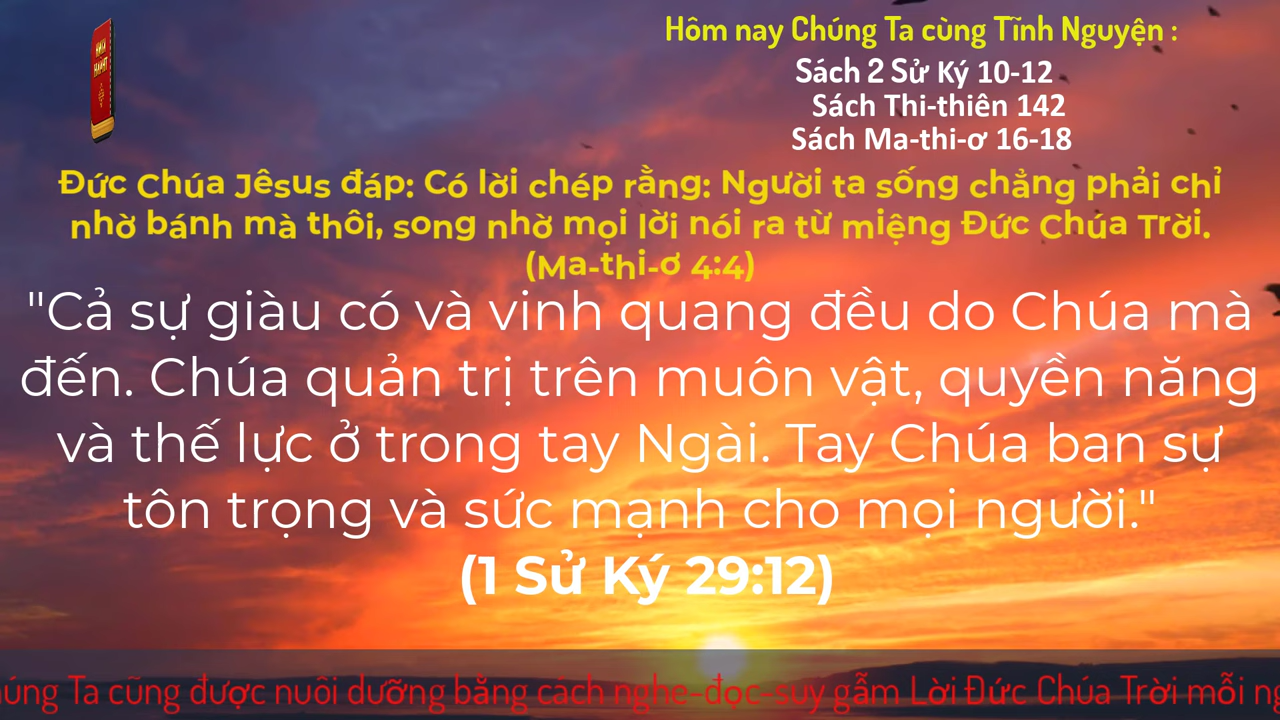 Hôm nay Chúng Ta cùng Tĩnh Nguyện :
Sách 2 Sử Ký 10-12
Sách Thi-thiên 142
Sách Ma-thi-ơ 16-18
Đức Chúa Jêsus đáp: Có lời chép rằng: Người ta sống chẳng phải chỉ
nhờ bánh mà thôi, song nhờ mọi lời nói ra từ miệng Đức Chúa Trời.
(Ma-thi-ơ 4:4)
"Cả sự giàu có và vinh quang đều do Chúa mà
đến. Chúa quản trị trên muôn vật, quyền năng
và thế lực ở trong tay Ngài. Tay Chúa ban sự
tôn trọng và sức mạnh cho mọi người."
(1 Sử Ký 29:12)
húng Ta cũng được nuôi dưỡng bằng cách nghe-đọc-suy gẫm Lời Đức Chúa Trời mỗi ng